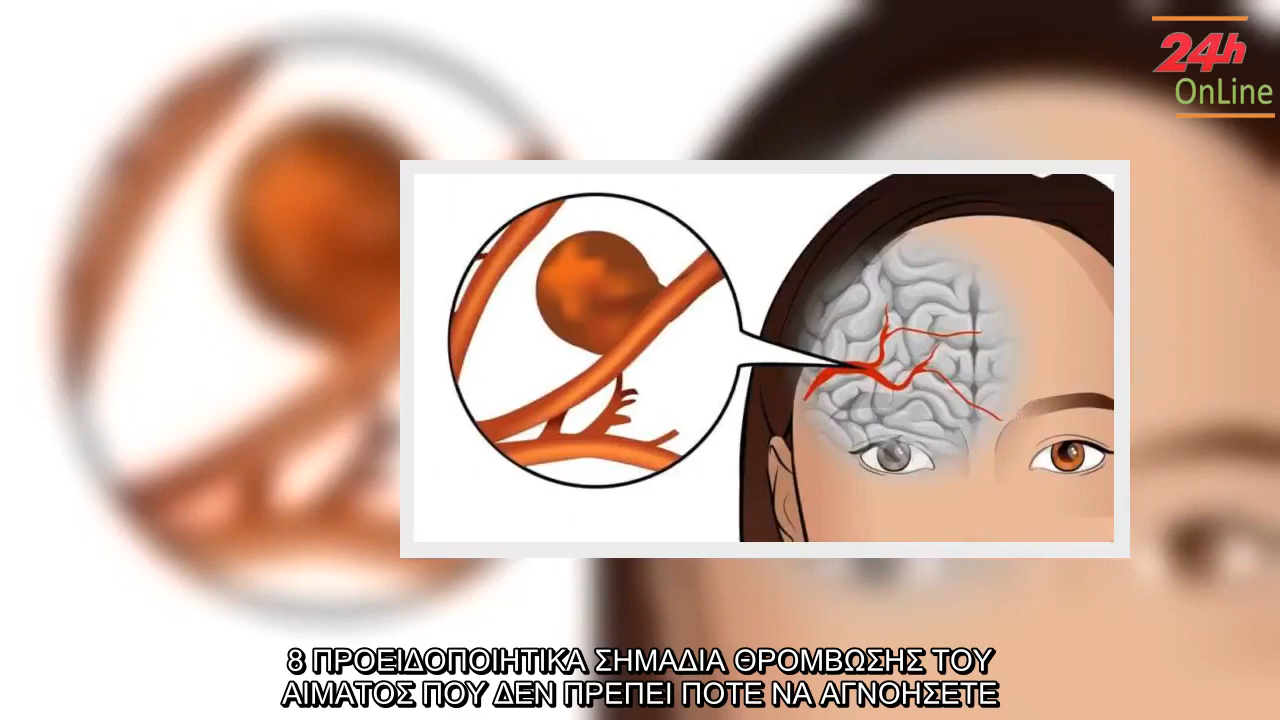 24h
OnLine
8 ΠΡΟΕΙΔΟΠΟΙΗΤΙΚΑ ΣΗΜΑΔΙΑ ΘΡΟΜΒΩΣΗΣ ΤΟΥ
ΑΙΜΑΤΟΣ ΠΟΥ ΔΕΝ ΠΡΕΠΕΙ ΠΟΤΕ ΝΑ ΑΓΝΟΗΣΕΤΕ